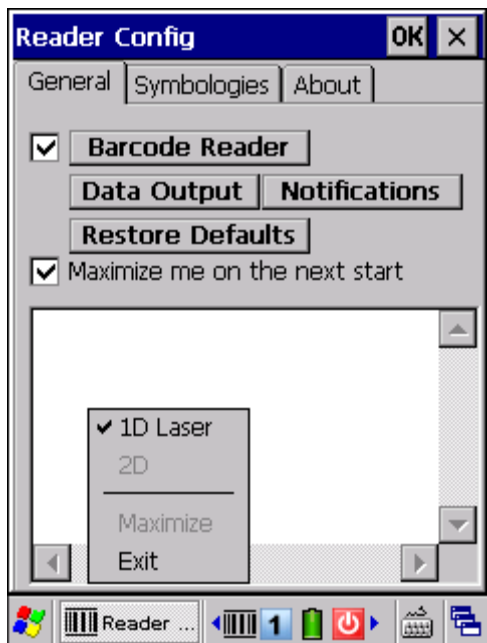 Reader Config OK
General Symbologies About
Barcode Reader
Data Output Notifications
Restore Defaults
Maximize me on the next start
1D Laser
2D
Maximize
Exit
Reader ... 1